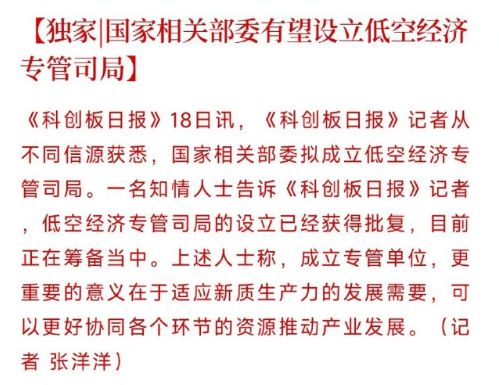 【独家|国家相关部委有望设立低空经济
专管司局】
《科创板日报》18日讯，《科创板日报》记者从
不同信源获悉，国家相关部委拟成立低空经济专
管司局。一名知情人士告诉《科创板日报》记者
，低空经济专管司局的设立已经获得批复，目前
正在筹备当中。上述人士称，成立专管单位，更
重要的意义在于适应新质生产力的发展需要，可
以更好协同各个环节的资源推动产业发展。（记
者 张洋洋）